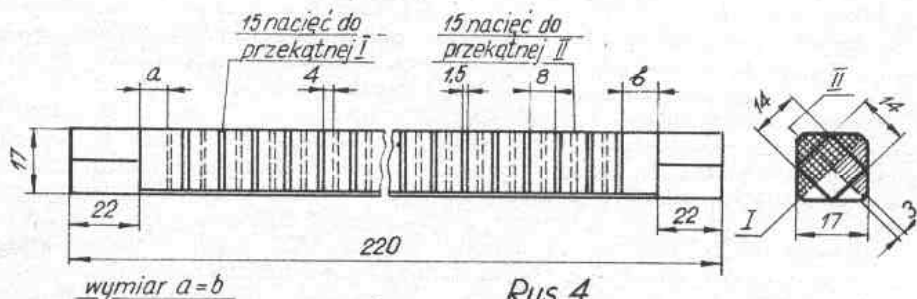 15 nacięć do
przekątnej I
15 nacięć do
przekątnej II
a
4
1,5
8
b
17
22
22
220
14
II
14
I
17
3
wymiar a=b
Rys. 4